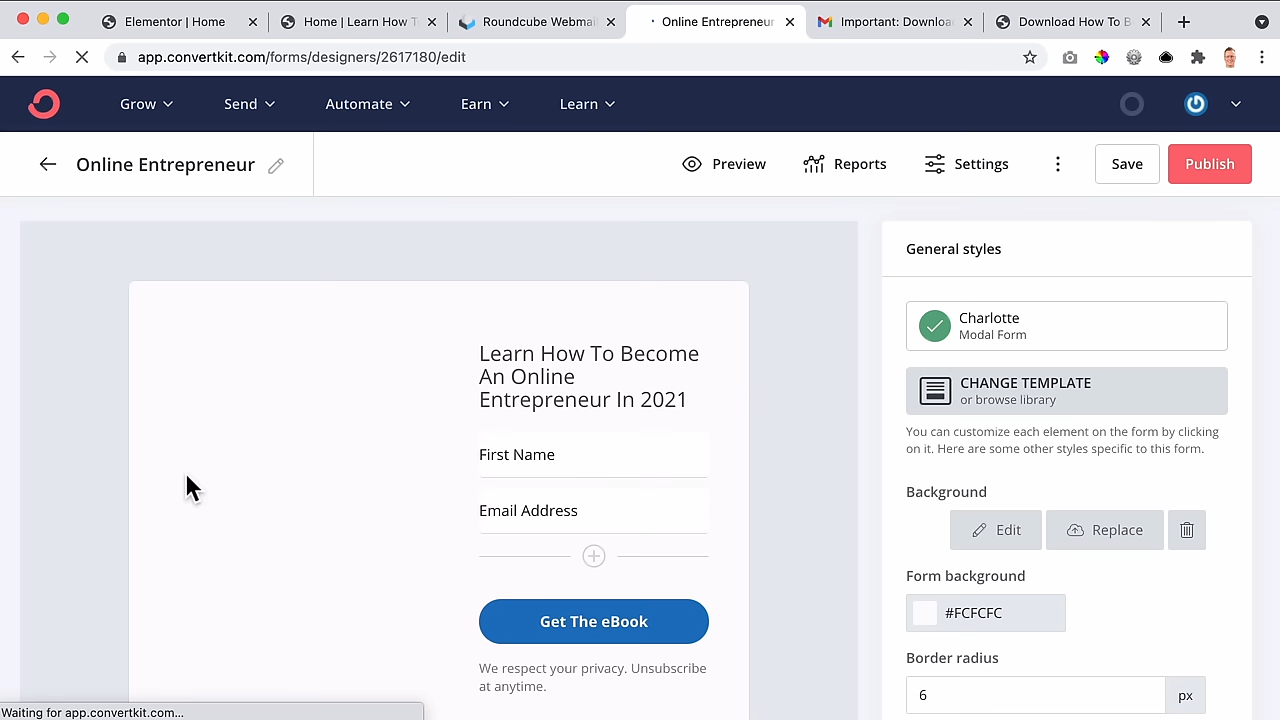 Elementor | Home
Home | Learn How T
Roundcube Webmai
Online Entrepreneur
Important: Downloa
Download How To B
app.convertkit.com/forms/designers/2617180/edit
Grow
Send
Automate
Earn
Learn
Online Entrepreneur
Preview
Reports
Settings
Save
Publish
General styles
Charlotte
Modal Form
CHANGE TEMPLATE
or browse library
You can customize each element on the form by clicking
on it. Here are some other styles specific to this form.
Background
Edit
Replace
Form background
#FCFCFC
Border radius
6
px
Learn How To Become
An Online
Entrepreneur In 2021
First Name
Email Address
Get The eBook
We respect your privacy. Unsubscribe
at anytime.
Waiting for app.convertkit.com...